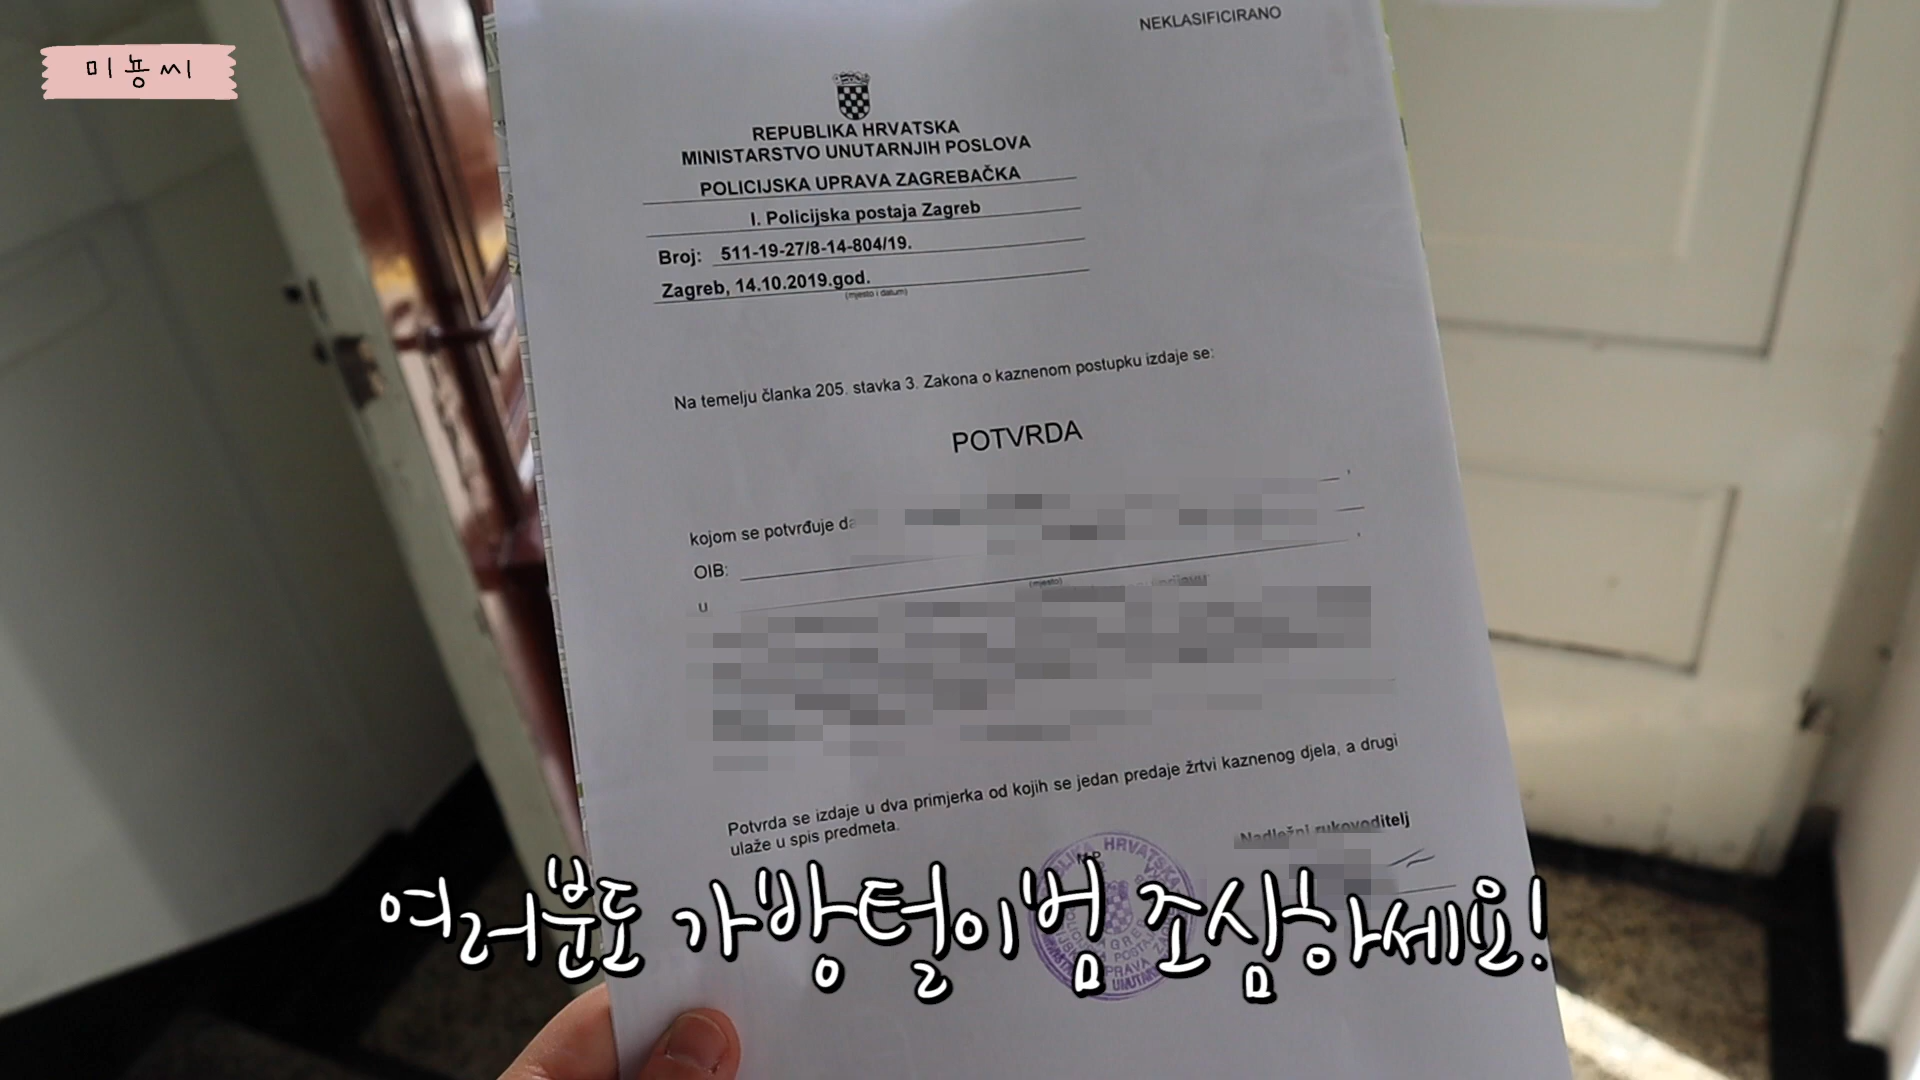 미뇽씨
NEKLASIFICIRANO
REPUBLIKA HRVATSKA
MINISTARSTVO UNUTARNJIH POSLOVA
POLICIJSKA UPRAVA ZAGREBAČKA
I. Policijska postaja Zagreb
Broj: 511-19-27/8-14-804/19.
Zagreb, 14.10.2019.god.
(mjesto i datum)
Na temelju članka 205. stavka 3. Zakona o kaznenom postupku izdaje se:
POTVRDA
kojom se potvrđuje da
OIB:
u
(mjesto)
Potvrda se izdaje u dva primjerka od kojih se jedan predaje žrtvi kaznenog djela, a drugi
ulaže u spis predmeta.
Nadležni rukovoditelj
HRVATSKA
여러분도 가방털이범 조심하세요!